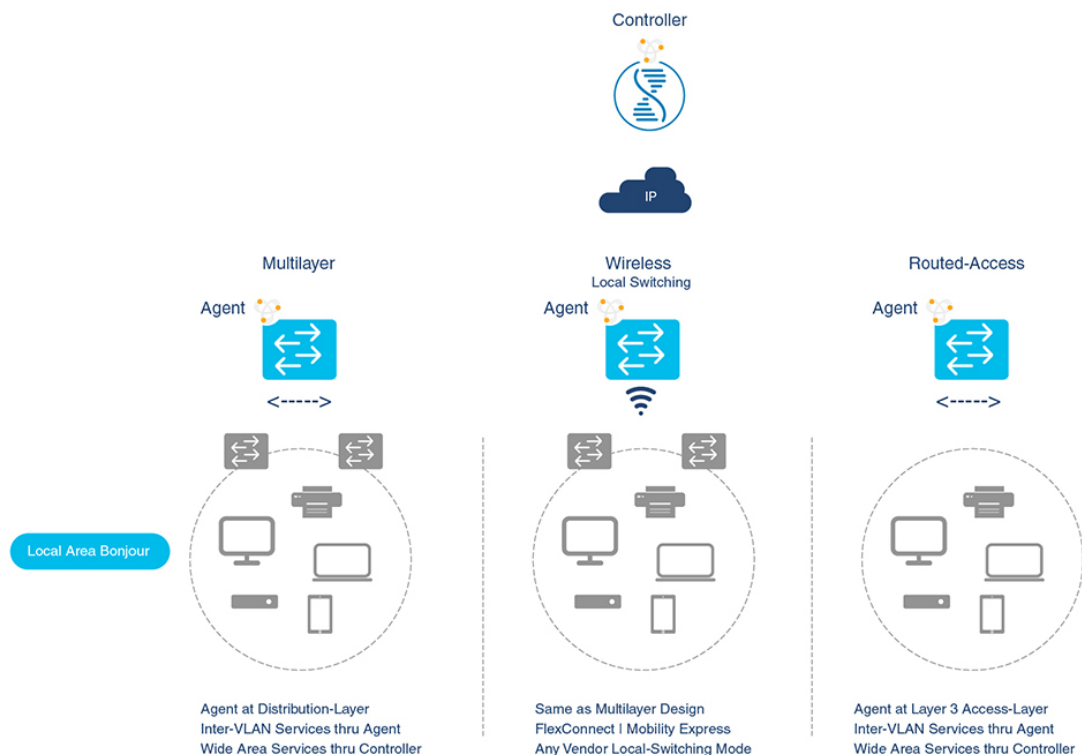 Controller
IP
Multilayer
Wireless
Local Switching
Routed-Access
Agent
Agent
Agent
<----->
<----->
Local Area Bonjour
Agent at Distribution-Layer
Inter-VLAN Services thru Agent
Wide Area Services thru Controller
Same as Multilayer Design
FlexConnect | Mobility Express
Any Vendor Local-Switching Mode
Agent at Layer 3 Access-Layer
Inter-VLAN Services thru Agent
Wide Area Services thru Controller